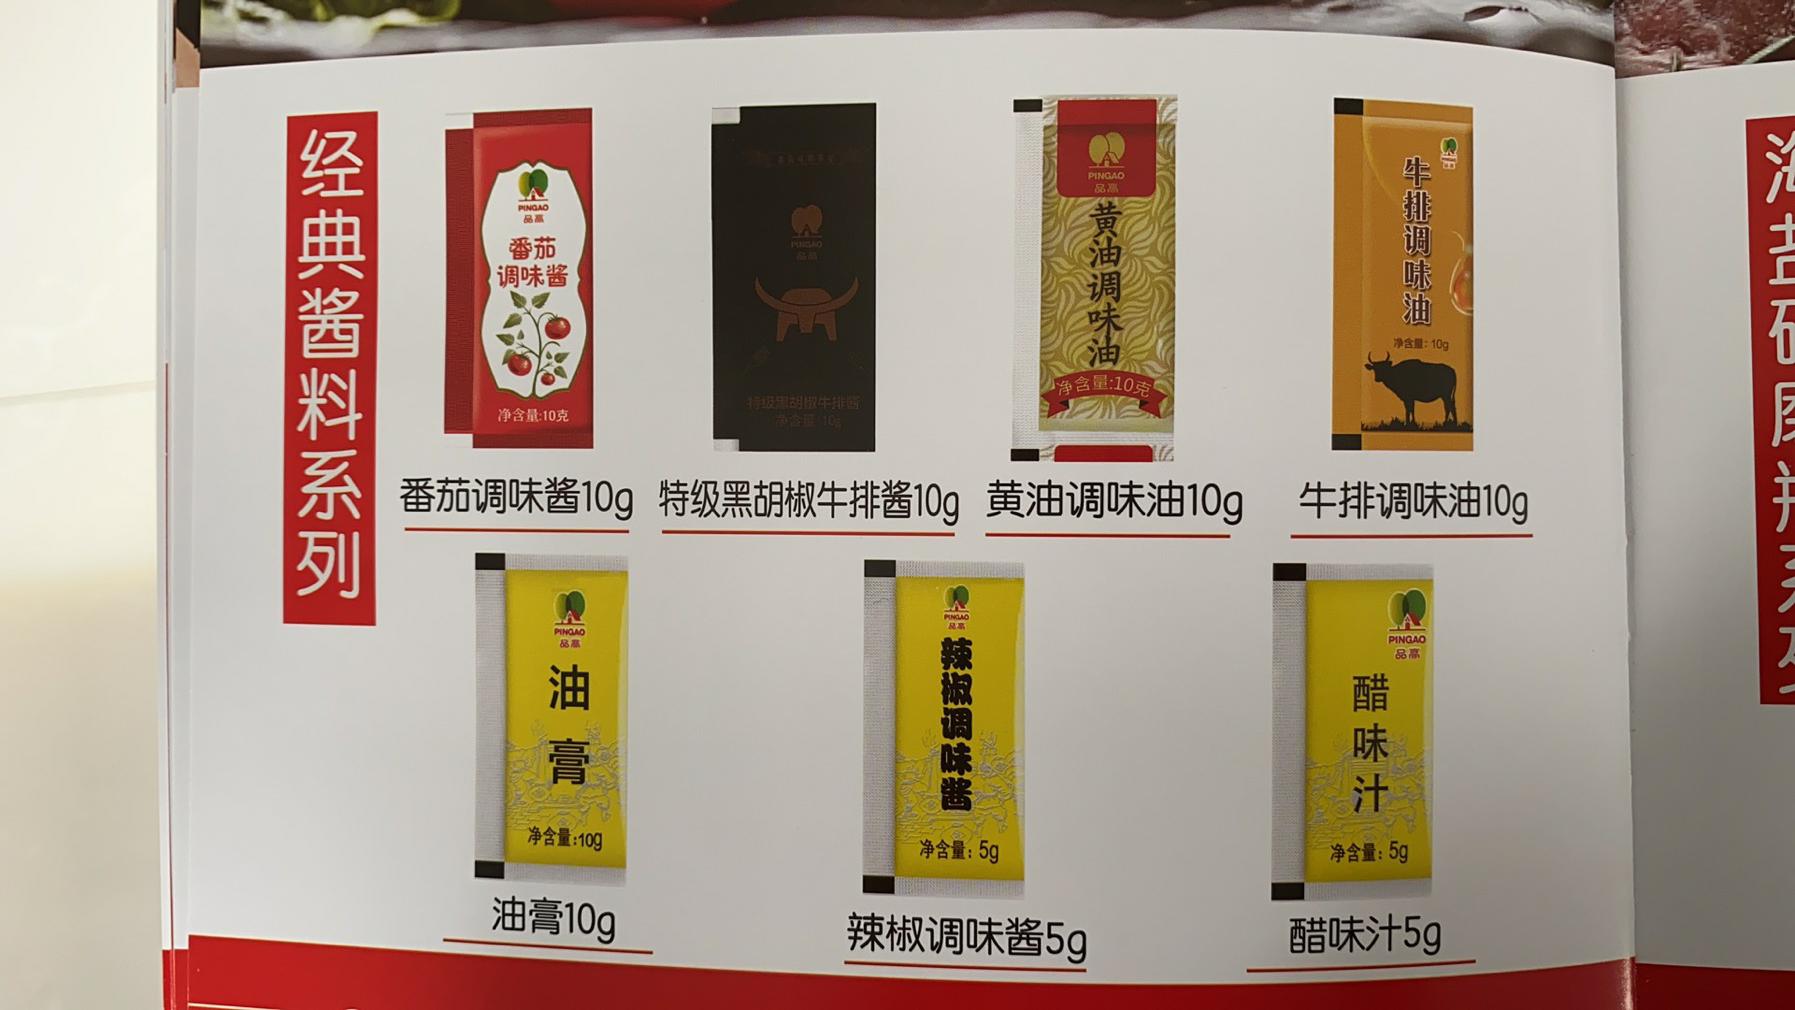 经典酱料系列
PINGAO
品高
番茄
调味酱
净含量:10克
番茄调味酱10g
PINGAO
品高
特级黑胡椒牛排酱
净含量:10g
特级黑胡椒牛排酱10g
PINGAO
品高
黄油调味油
净含量:10克
黄油调味油10g
牛排调味油
净含量:10g
牛排调味油10g
PINGAO
品高
油膏
净含量:10g
油膏10g
PINGAO
品高
辣椒调味酱
净含量:5g
辣椒调味酱5g
PINGAO
品高
醋味汁
净含量:5g
醋味汁5g